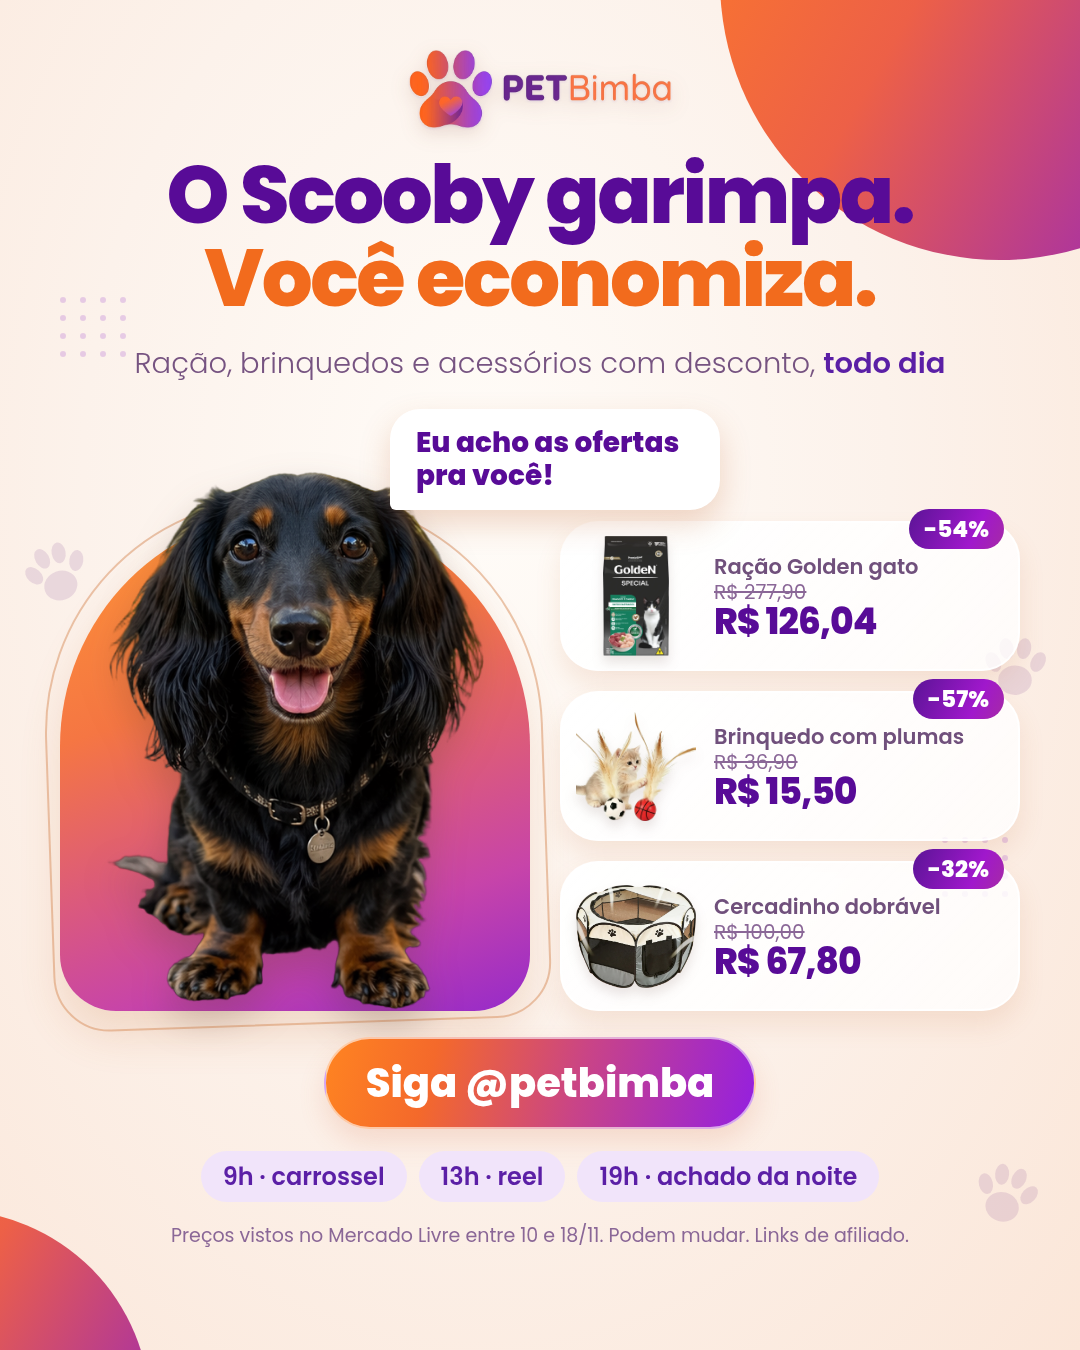 PETBimba
O Scooby garimpa.
Você economiza.
Ração, brinquedos e acessórios com desconto, todo dia
Eu acho as ofertas
pra você!
-54%
GoldeN
SPECIAL
Ração Golden gato
R$ 277,90
R$ 126,04
-57%
Brinquedo com plumas
R$ 36,90
R$ 15,50
-32%
Cercadinho dobrável
R$ 100,00
R$ 67,80
Siga @petbimba
9h · carrossel
13h · reel
19h · achado da noite
Preços vistos no Mercado Livre entre 10 e 18/11. Podem mudar. Links de afiliado.